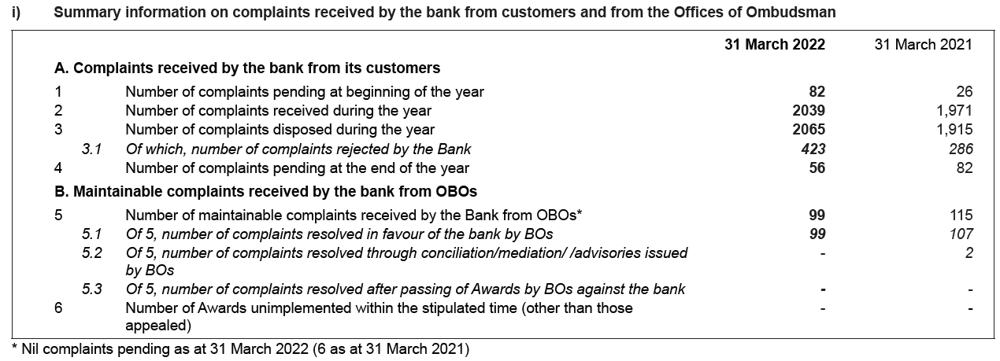 i) Summary information on complaints received by the bank from customers and from the Offices of Ombudsman
31 March 2022 31 March 2021
A. Complaints received by the bank from its customers
1 Number of complaints pending at beginning of the year 82 26
2 Number of complaints received during the year 2039 1,971
3 Number of complaints disposed during the year 2065 1,915
3.1 Of which, number of complaints rejected by the Bank 423 286
4 Number of complaints pending at the end of the year 56 82
B. Maintainable complaints received by the bank from OBOs
5 Number of maintainable complaints received by the Bank from OBOs* 99 115
5.1 Of 5, number of complaints resolved in favour of the bank by BOs 99 107
5.2 Of 5, number of complaints resolved through conciliation/mediation/ /advisories issued - 2
by BOs
5.3 Of 5, number of complaints resolved after passing of Awards by BOs against the bank - -
6 Number of Awards unimplemented within the stipulated time (other than those - -
appealed)
* Nil complaints pending as at 31 March 2022 (6 as at 31 March 2021)